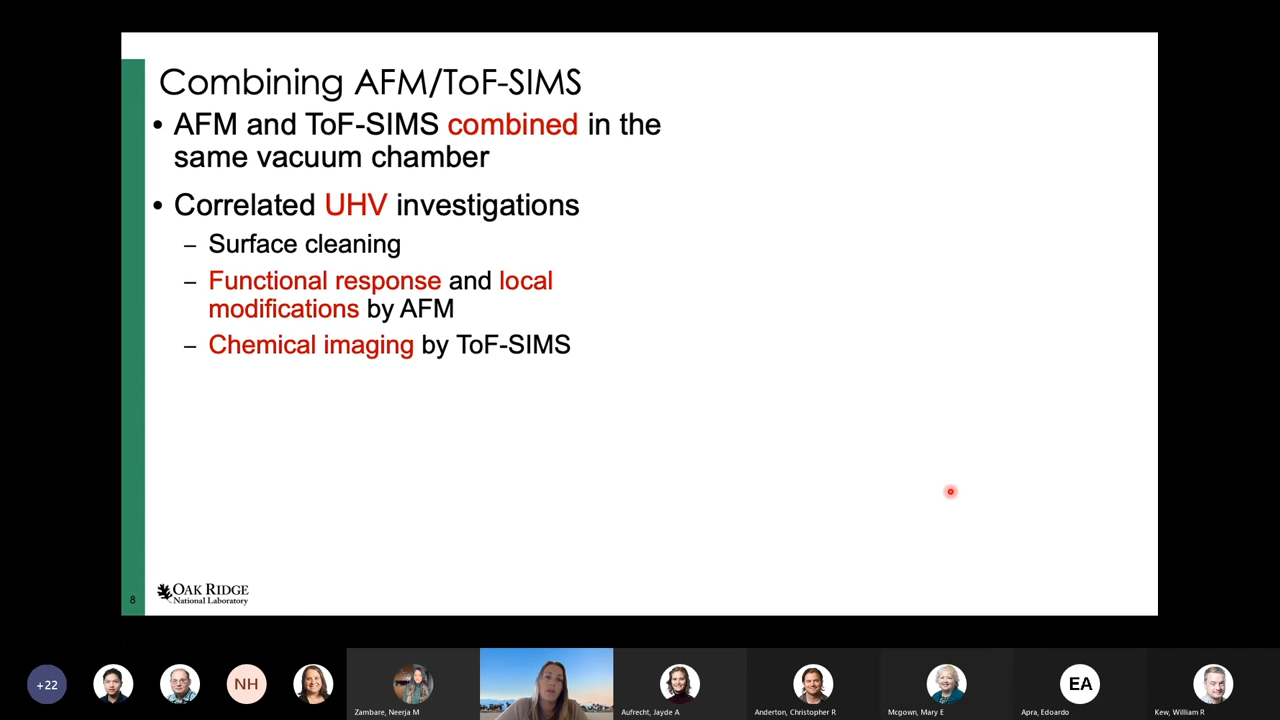 Combining AFM/ToF-SIMS
• AFM and ToF-SIMS combined in the
same vacuum chamber
• Correlated UHV investigations
– Surface cleaning
– Functional response and local
modifications by AFM
– Chemical imaging by ToF-SIMS
8
OAK RIDGE
National Laboratory
+22
NH
Zambare, Neerja M
Aufrecht, Jayde A
Anderton, Christopher R
Mcgown, Mary E
EA
Apra, Edoardo
Kew, William R